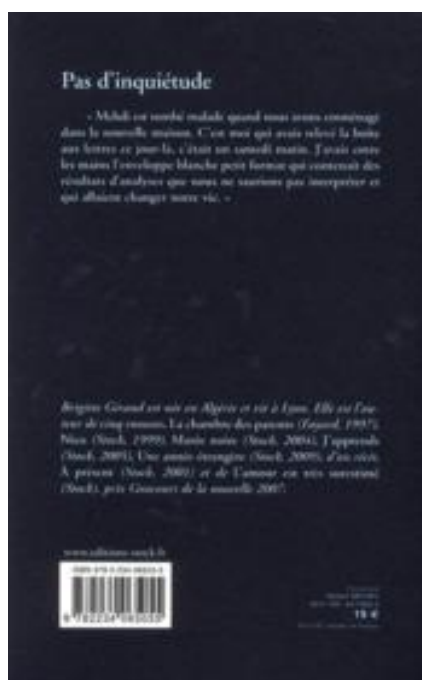 Pas d'inquiétude
« Mehdi est tombé malade quand nous avons emménagé
dans la nouvelle maison. C'est moi qui avais relevé la boîte
aux lettres ce jour-là, c'était un samedi matin. J'avais entre
les mains l'enveloppe blanche petit format qui contenait des
résultats d'analyses que nous ne saurions pas interpréter et
qui allaient changer notre vie. »
Brigitte Giraud est née en Algérie et vit à Lyon. Elle est l'au-
teur de cinq romans, La chambre des parents (Fayard, 1997),
Nico (Stock, 1999), Marée noire (Stock, 2004), J'apprends
(Stock, 2005), Une année étrangère (Stock, 2009), d'un récit,
À présent (Stock, 2001) et de L'amour est très surestimé
(Stock), prix Goncourt de la nouvelle 2007.
www.editions-stock.fr
15 €